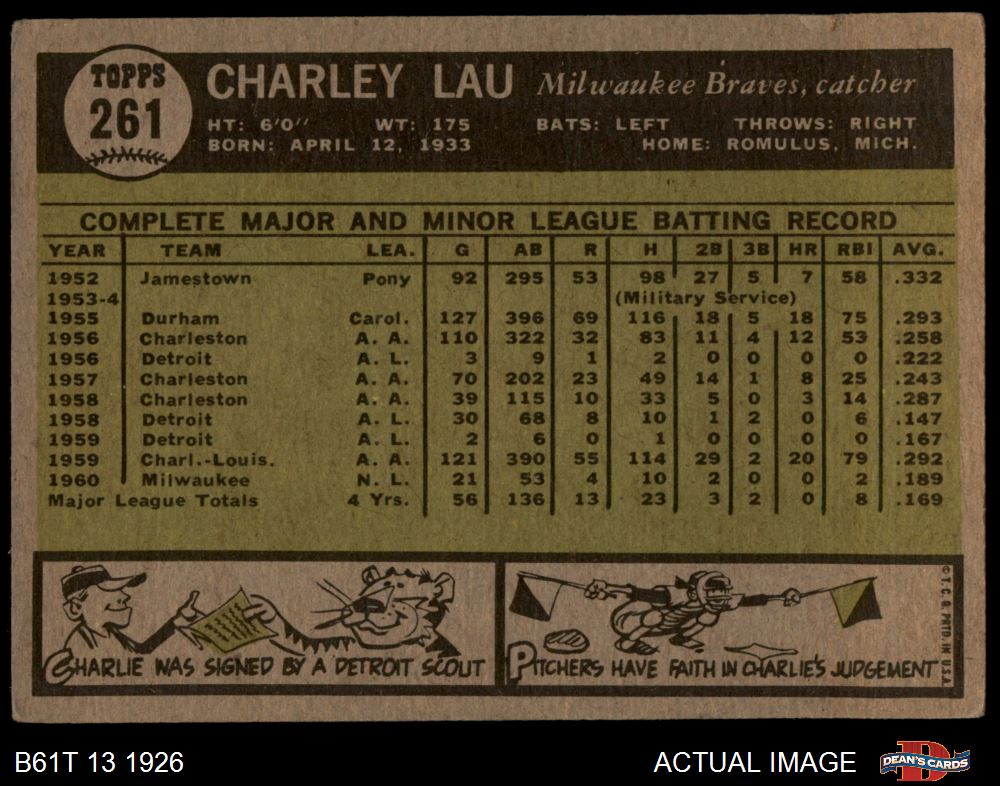 TOPPS
261
CHARLEY LAU Milwaukee Braves, catcher
HT: 6'0" WT: 175 BATS: LEFT THROWS: RIGHT
BORN: APRIL 12, 1933 HOME: ROMULUS, MICH.
COMPLETE MAJOR AND MINOR LEAGUE BATTING RECORD
YEAR TEAM LEA. G AB R H 2B 3B HR RBI AVG.
1952 Jamestown Pony 92 295 53 98 27 5 7 58 .332
1953-4 (Military Service)
1955 Durham Carol. 127 396 69 116 18 5 18 75 .293
1956 Charleston A. A. 110 322 32 83 11 4 12 53 .258
1956 Detroit A. L. 3 9 1 2 0 0 0 0 .222
1957 Charleston A. A. 70 202 23 49 14 1 8 25 .243
1958 Charleston A. A. 39 115 10 33 5 0 3 14 .287
1958 Detroit A. L. 30 68 8 10 1 2 0 6 .147
1959 Detroit A. L. 2 6 0 1 0 0 0 0 .167
1959 Charl.-Louis. A. A. 121 390 55 114 29 2 20 79 .292
1960 Milwaukee N. L. 21 53 4 10 2 0 0 2 .189
Major League Totals 4 Yrs. 56 136 13 23 3 2 0 8 .169
CHARLIE WAS SIGNED BY A DETROIT SCOUT
PITCHERS HAVE FAITH IN CHARLIE'S JUDGEMENT
© T. C. G. PRTD. IN U.S.A.
B61T 13 1926 ACTUAL IMAGE DEAN'S CARDS